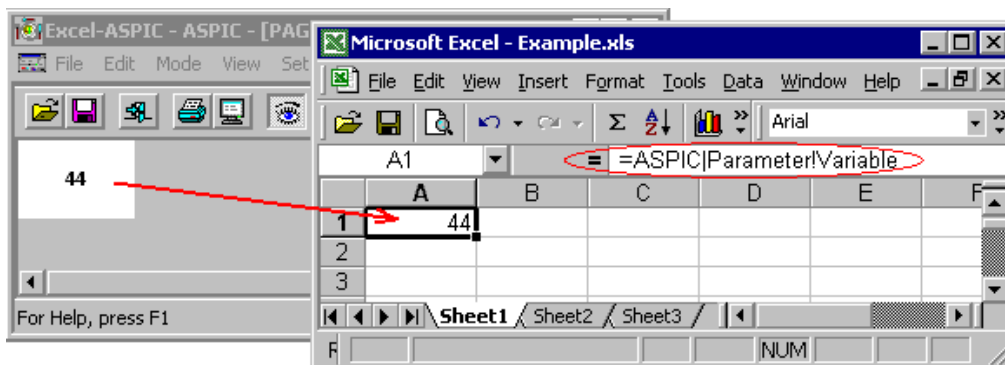 Excel-ASPIC - ASPIC - [PAG
File Edit Mode View Set
44
For Help, press F1
Microsoft Excel - Example.xls
File Edit View Insert Format Tools Data Window Help
Σ A Z Arial
A1 = =ASPIC|Parameter!Variable
A B C D E F
1 44
2
3
Sheet1 Sheet2 Sheet3
NUM